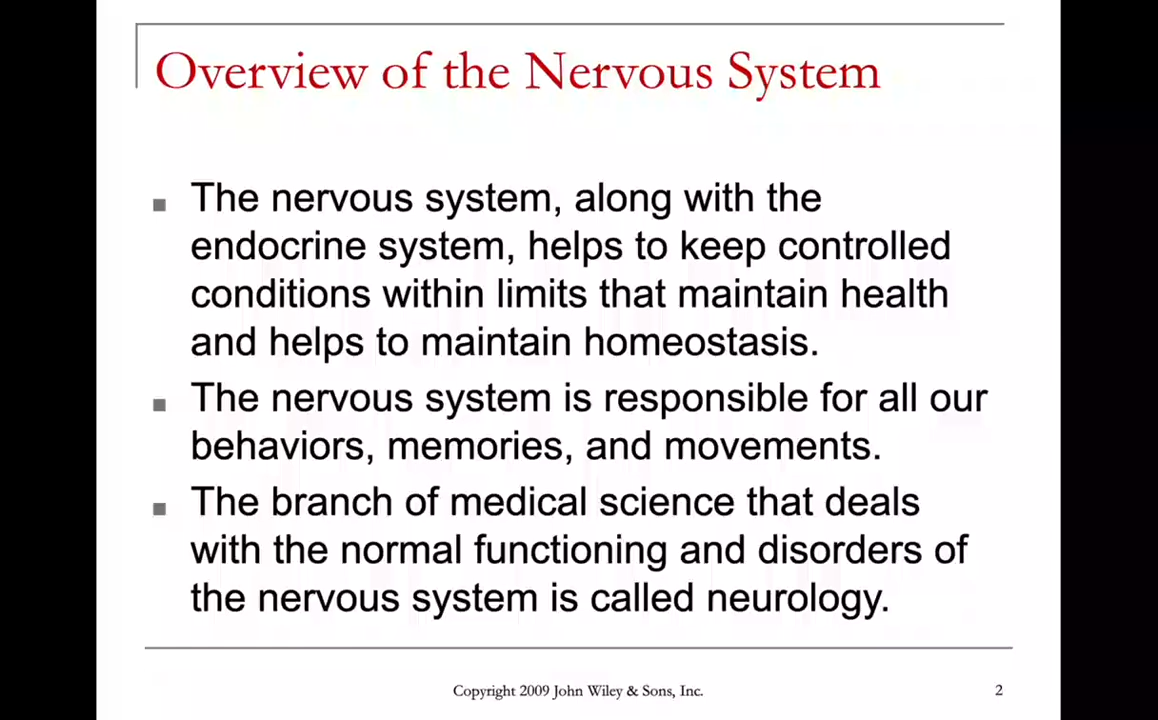 Overview of the Nervous System
The nervous system, along with the
endocrine system, helps to keep controlled
conditions within limits that maintain health
and helps to maintain homeostasis.
The nervous system is responsible for all our
behaviors, memories, and movements.
The branch of medical science that deals
with the normal functioning and disorders of
the nervous system is called neurology.
Copyright 2009 John Wiley & Sons, Inc.
2